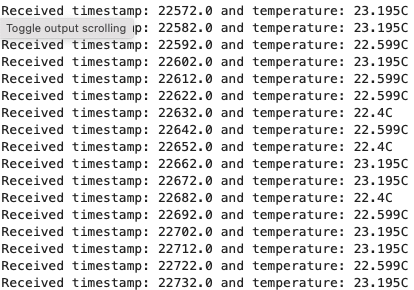 Received timestamp: 22572.0 and temperature: 23.195C
Toggle output scrolling p: 22582.0 and temperature: 23.195C
Received timestamp: 22592.0 and temperature: 22.599C
Received timestamp: 22602.0 and temperature: 23.195C
Received timestamp: 22612.0 and temperature: 22.599C
Received timestamp: 22622.0 and temperature: 22.599C
Received timestamp: 22632.0 and temperature: 22.4C
Received timestamp: 22642.0 and temperature: 22.599C
Received timestamp: 22652.0 and temperature: 22.4C
Received timestamp: 22662.0 and temperature: 23.195C
Received timestamp: 22672.0 and temperature: 23.195C
Received timestamp: 22682.0 and temperature: 22.4C
Received timestamp: 22692.0 and temperature: 22.599C
Received timestamp: 22702.0 and temperature: 23.195C
Received timestamp: 22712.0 and temperature: 23.195C
Received timestamp: 22722.0 and temperature: 22.599C
Received timestamp: 22732.0 and temperature: 23.195C